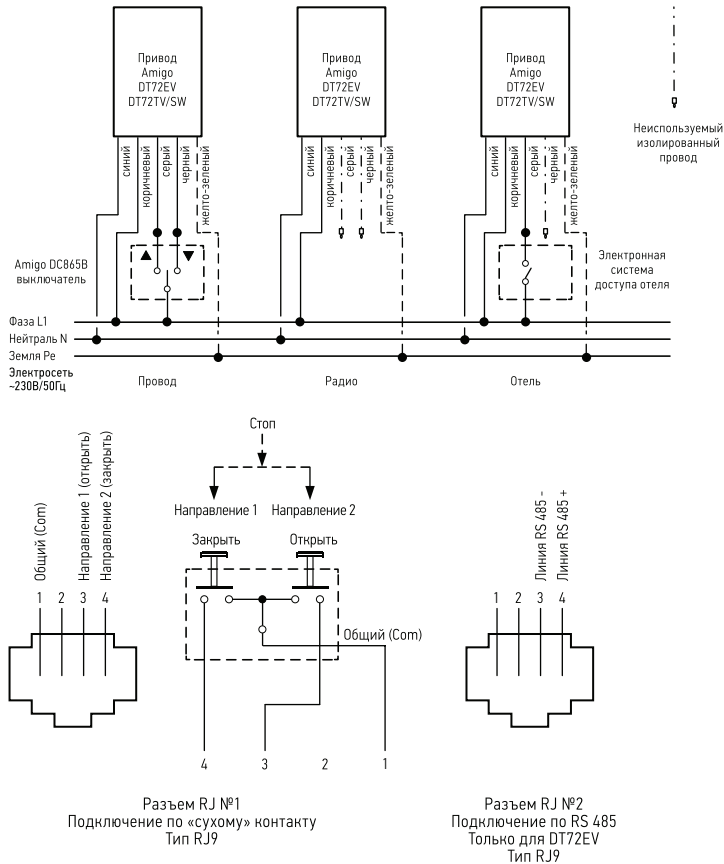 Привод
Amigo
DT72EV
DT72TV/SW
Привод
Amigo
DT72EV
DT72TV/SW
Привод
Amigo
DT72EV
DT72TV/SW
Неиспользуемый
изолированный
провод
синий
коричневый
серый
черный
желто-зеленый
синий
коричневый
серый
черный
желто-зеленый
синий
коричневый
серый
черный
желто-зеленый
Amigo DC865B
выключатель
Электронная
система
доступа отеля
Фаза L1
Нейтраль N
Земля Pe
Электросеть
~230В/50Гц
Провод
Радио
Отель
Стоп
Направление 1
Направление 2
Закрыть
Открыть
Общий (Com)
Направление 1 (открыть)
Направление 2 (закрыть)
1
2
3
4
Общий (Com)
4
3
2
1
Линия RS 485 -
Линия RS 485 +
1
2
3
4
Разъем RJ №1
Подключение по «сухому» контакту
Тип RJ9
Разъем RJ №2
Подключение по RS 485
Только для DT72EV
Тип RJ9